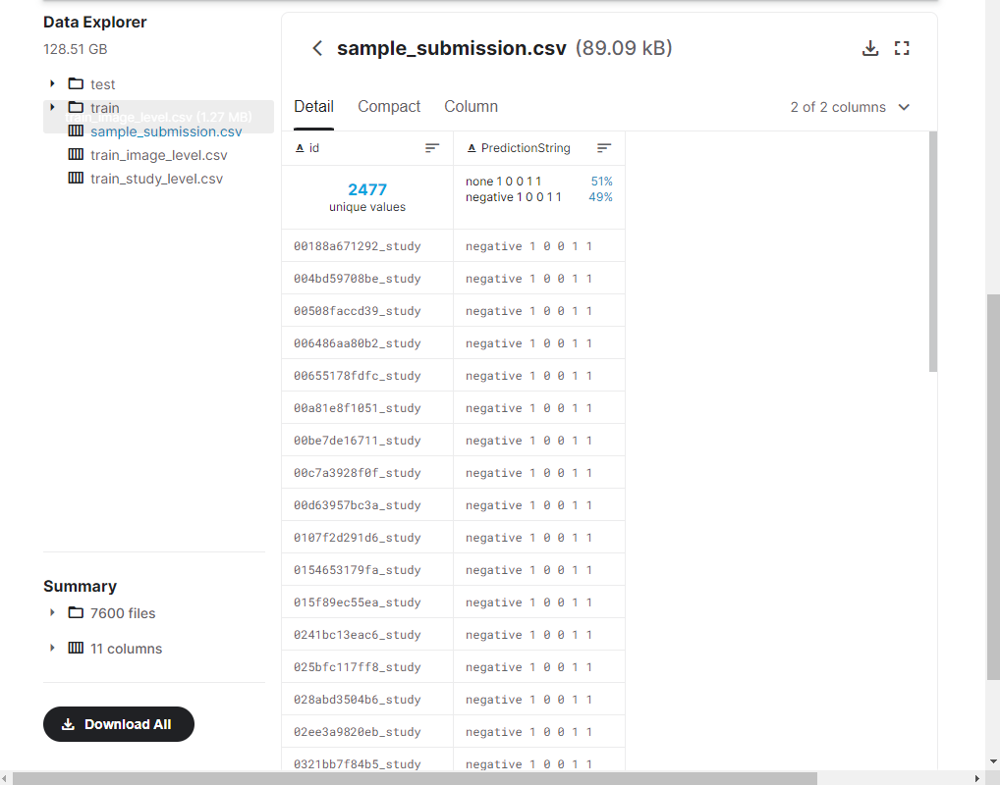 Data Explorer
128.51 GB
test
train
train_image_level.csv (1.27 MB)
sample_submission.csv
train_image_level.csv
train_study_level.csv
Summary
7600 files
11 columns
Download All
sample_submission.csv (89.09 kB)
Detail Compact Column 2 of 2 columns
A id A PredictionString
2477
unique values
none 1 0 0 1 1 51%
negative 1 0 0 1 1 49%
00188a671292_study negative 1 0 0 1 1
004bd59708be_study negative 1 0 0 1 1
00508faccd39_study negative 1 0 0 1 1
006486aa80b2_study negative 1 0 0 1 1
00655178fdfc_study negative 1 0 0 1 1
00a81e8f1051_study negative 1 0 0 1 1
00be7de16711_study negative 1 0 0 1 1
00c7a3928f0f_study negative 1 0 0 1 1
00d63957bc3a_study negative 1 0 0 1 1
0107f2d291d6_study negative 1 0 0 1 1
0154653179fa_study negative 1 0 0 1 1
015f89ec55ea_study negative 1 0 0 1 1
0241bc13eac6_study negative 1 0 0 1 1
025bfc117ff8_study negative 1 0 0 1 1
028abd3504b6_study negative 1 0 0 1 1
02ee3a9820eb_study negative 1 0 0 1 1
0321bb7f84b5_study negative 1 0 0 1 1